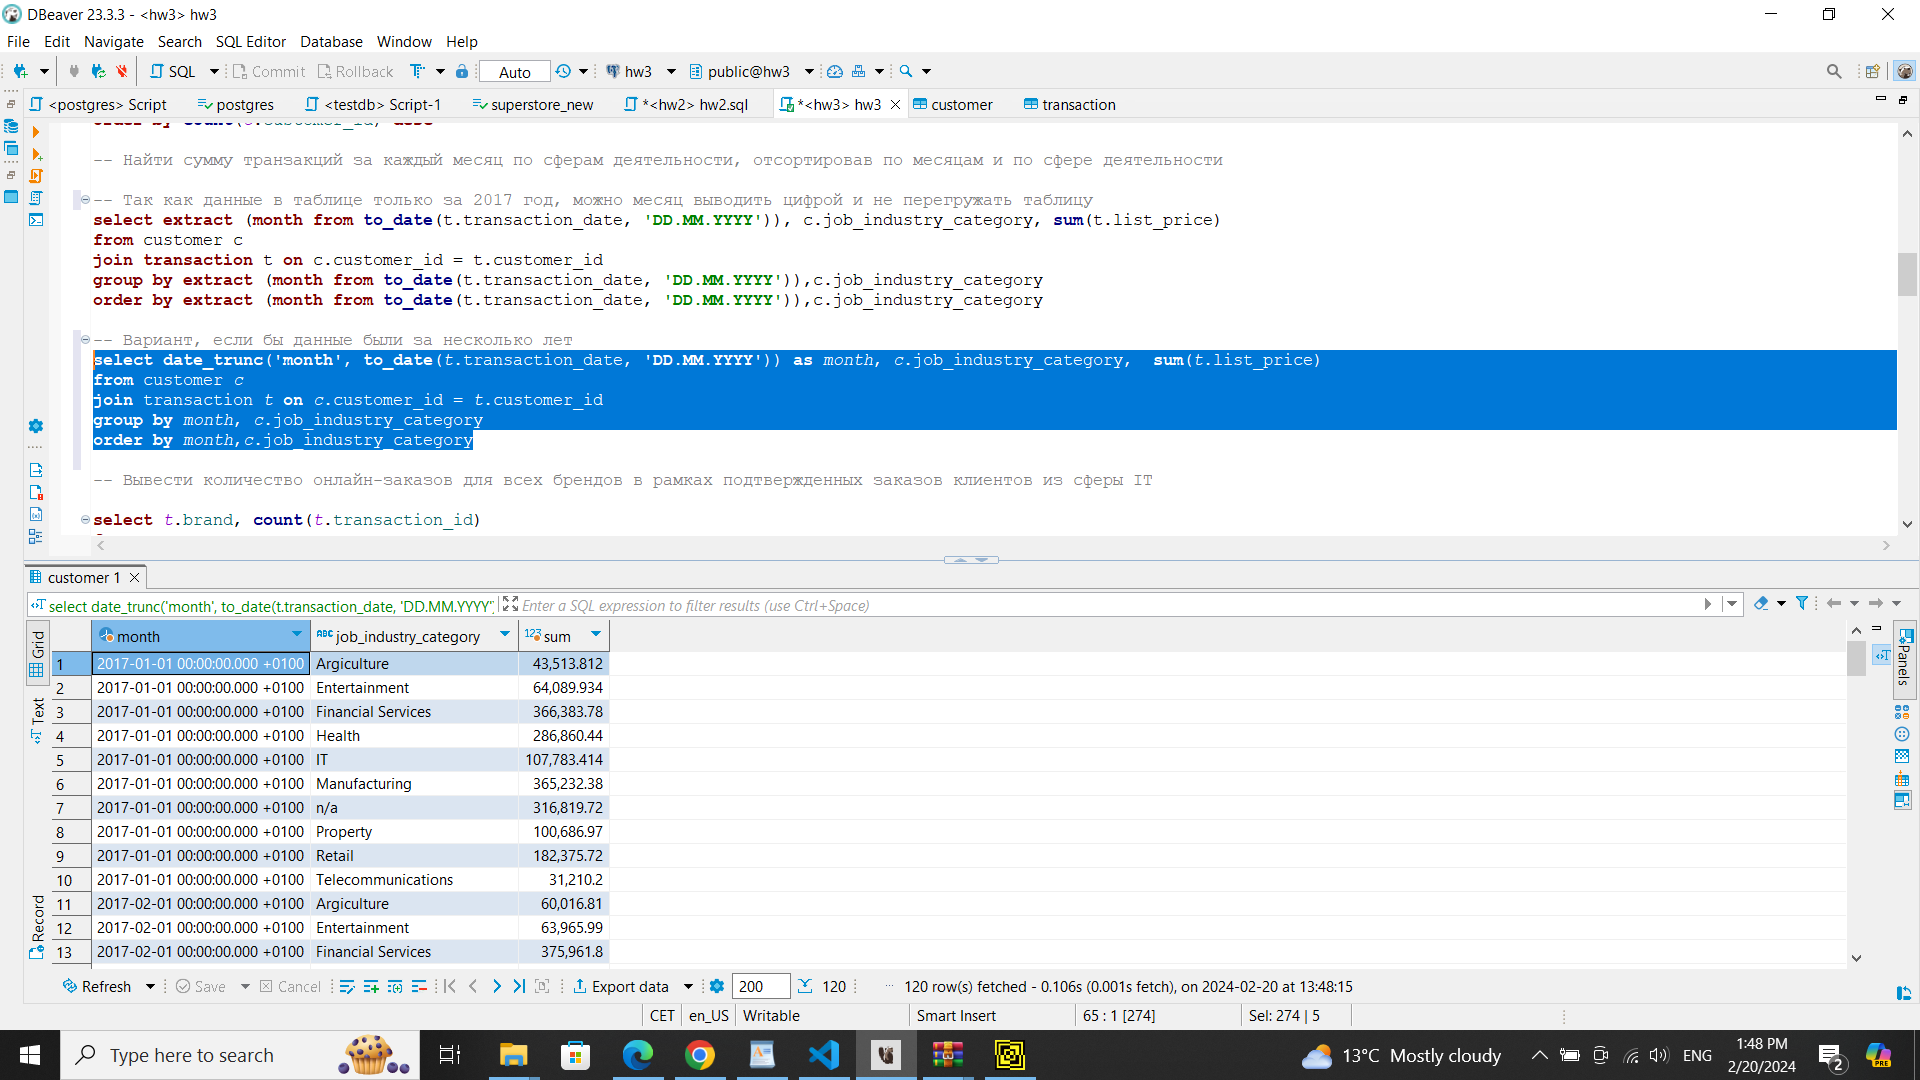 DBeaver 23.3.3 - <hw3> hw3
File Edit Navigate Search SQL Editor Database Window Help
SQL Commit Rollback Auto hw3 public@hw3
<postgres> Script postgres <testdb> Script-1 superstore_new *<hw2> hw2.sql *<hw3> hw3 customer transaction
order by count(t.customer_id) desc
-- Найти сумму транзакций за каждый месяц по сферам деятельности, отсортировав по месяцам и по сфере деятельности
-- Так как данные в таблице только за 2017 год, можно месяц выводить цифрой и не перегружать таблицу
select extract (month from to_date(t.transaction_date, 'DD.MM.YYYY')), c.job_industry_category, sum(t.list_price)
from customer c
join transaction t on c.customer_id = t.customer_id
group by extract (month from to_date(t.transaction_date, 'DD.MM.YYYY')),c.job_industry_category
order by extract (month from to_date(t.transaction_date, 'DD.MM.YYYY')),c.job_industry_category
-- Вариант, если бы данные были за несколько лет
select date_trunc('month', to_date(t.transaction_date, 'DD.MM.YYYY')) as month, c.job_industry_category,  sum(t.list_price)
from customer c
join transaction t on c.customer_id = t.customer_id
group by month, c.job_industry_category
order by month,c.job_industry_category
-- Вывести количество онлайн-заказов для всех брендов в рамках подтвержденных заказов клиентов из сферы IT
select t.brand, count(t.transaction_id)
customer 1
select date_trunc('month', to_date(t.transaction_date, 'DD.MM.YYYY') Enter a SQL expression to filter results (use Ctrl+Space)
Grid
Text
Record
Panels
month job_industry_category 123 sum
1 2017-01-01 00:00:00.000 +0100 Argiculture 43,513.812
2 2017-01-01 00:00:00.000 +0100 Entertainment 64,089.934
3 2017-01-01 00:00:00.000 +0100 Financial Services 366,383.78
4 2017-01-01 00:00:00.000 +0100 Health 286,860.44
5 2017-01-01 00:00:00.000 +0100 IT 107,783.414
6 2017-01-01 00:00:00.000 +0100 Manufacturing 365,232.38
7 2017-01-01 00:00:00.000 +0100 n/a 316,819.72
8 2017-01-01 00:00:00.000 +0100 Property 100,686.97
9 2017-01-01 00:00:00.000 +0100 Retail 182,375.72
10 2017-01-01 00:00:00.000 +0100 Telecommunications 31,210.2
11 2017-02-01 00:00:00.000 +0100 Argiculture 60,016.81
12 2017-02-01 00:00:00.000 +0100 Entertainment 63,965.99
13 2017-02-01 00:00:00.000 +0100 Financial Services 375,961.8
Refresh Save Cancel Export data 200 120 120 row(s) fetched - 0.106s (0.001s fetch), on 2024-02-20 at 13:48:15
CET en_US Writable Smart Insert 65 : 1 [274] Sel: 274 | 5
Type here to search 13°C Mostly cloudy ENG 1:48 PM 2/20/2024 2 PRE